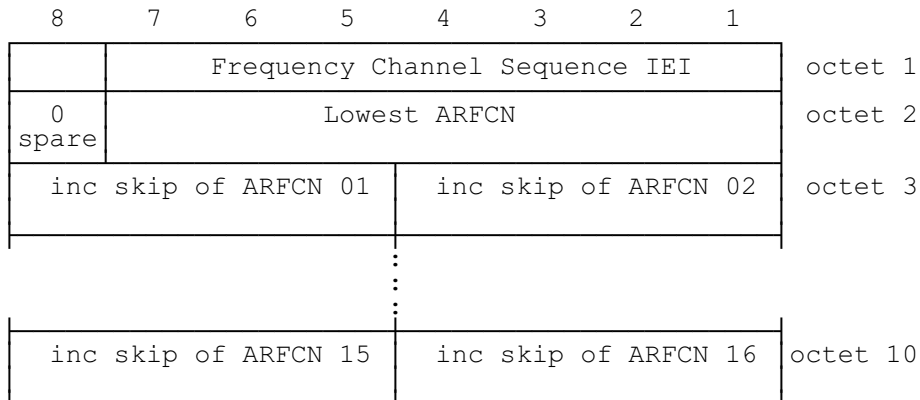 8 7 6 5 4 3 2 1
Frequency Channel Sequence IEI octet 1
0 Lowest ARFCN octet 2
spare
inc skip of ARFCN 01 inc skip of ARFCN 02 octet 3
inc skip of ARFCN 15 inc skip of ARFCN 16 octet 10